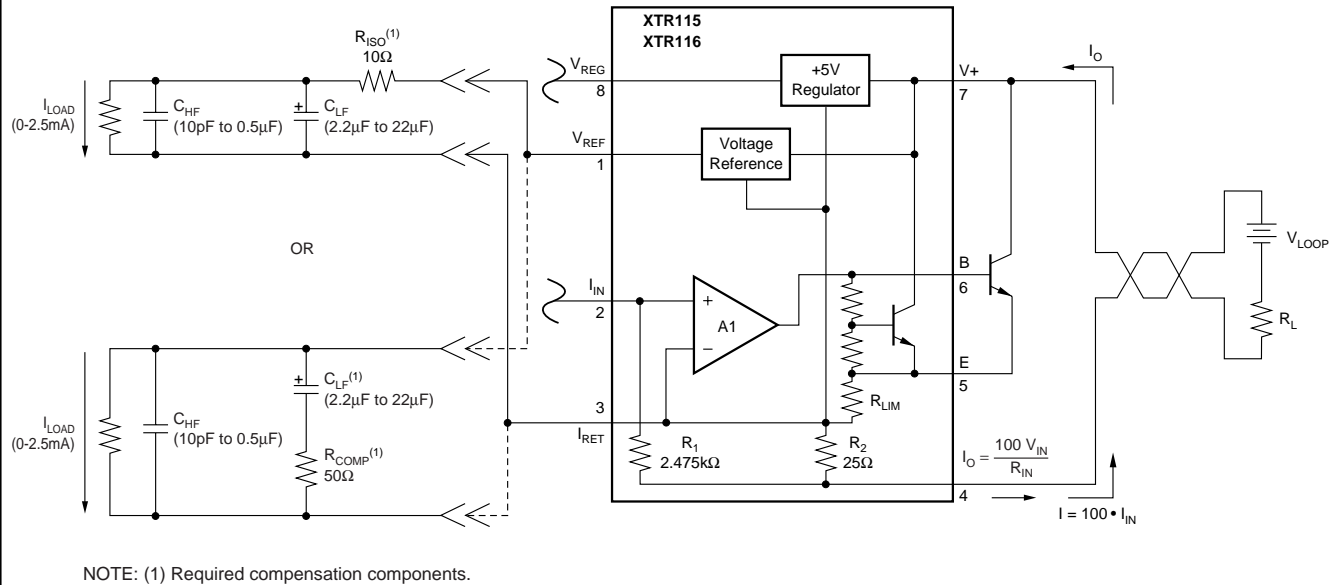 XTR115
XTR116
R_ISO(1)
10Ω
I_LOAD
(0-2.5mA)
C_HF
(10pF to 0.5µF)
+
C_LF
(2.2µF to 22µF)
V_REG
8
+5V
Regulator
V+
7
I_O
V_REF
1
Voltage
Reference
OR
I_IN
2
+
A1
–
B
6
E
5
V_LOOP
R_L
R_LIM
3
I_RET
R_1
2.475kΩ
R_2
25Ω
I_O = 100 V_IN
R_IN
4
I = 100 • I_IN
I_LOAD
(0-2.5mA)
C_HF
(10pF to 0.5µF)
+
C_LF(1)
(2.2µF to 22µF)
R_COMP(1)
50Ω
NOTE: (1) Required compensation components.